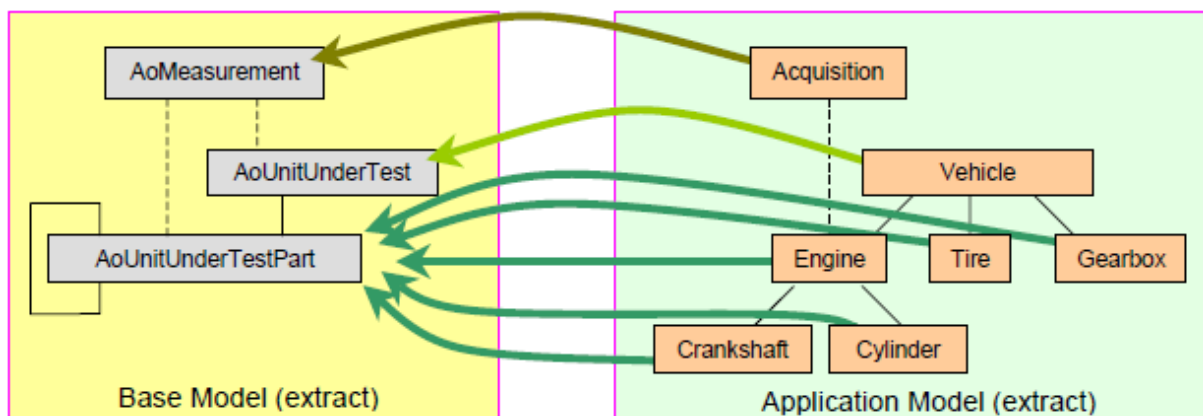 AoMeasurement
AoUnitUnderTest
AoUnitUnderTestPart
Base Model (extract)
Acquisition
Vehicle
Engine
Tire
Gearbox
Crankshaft
Cylinder
Application Model (extract)